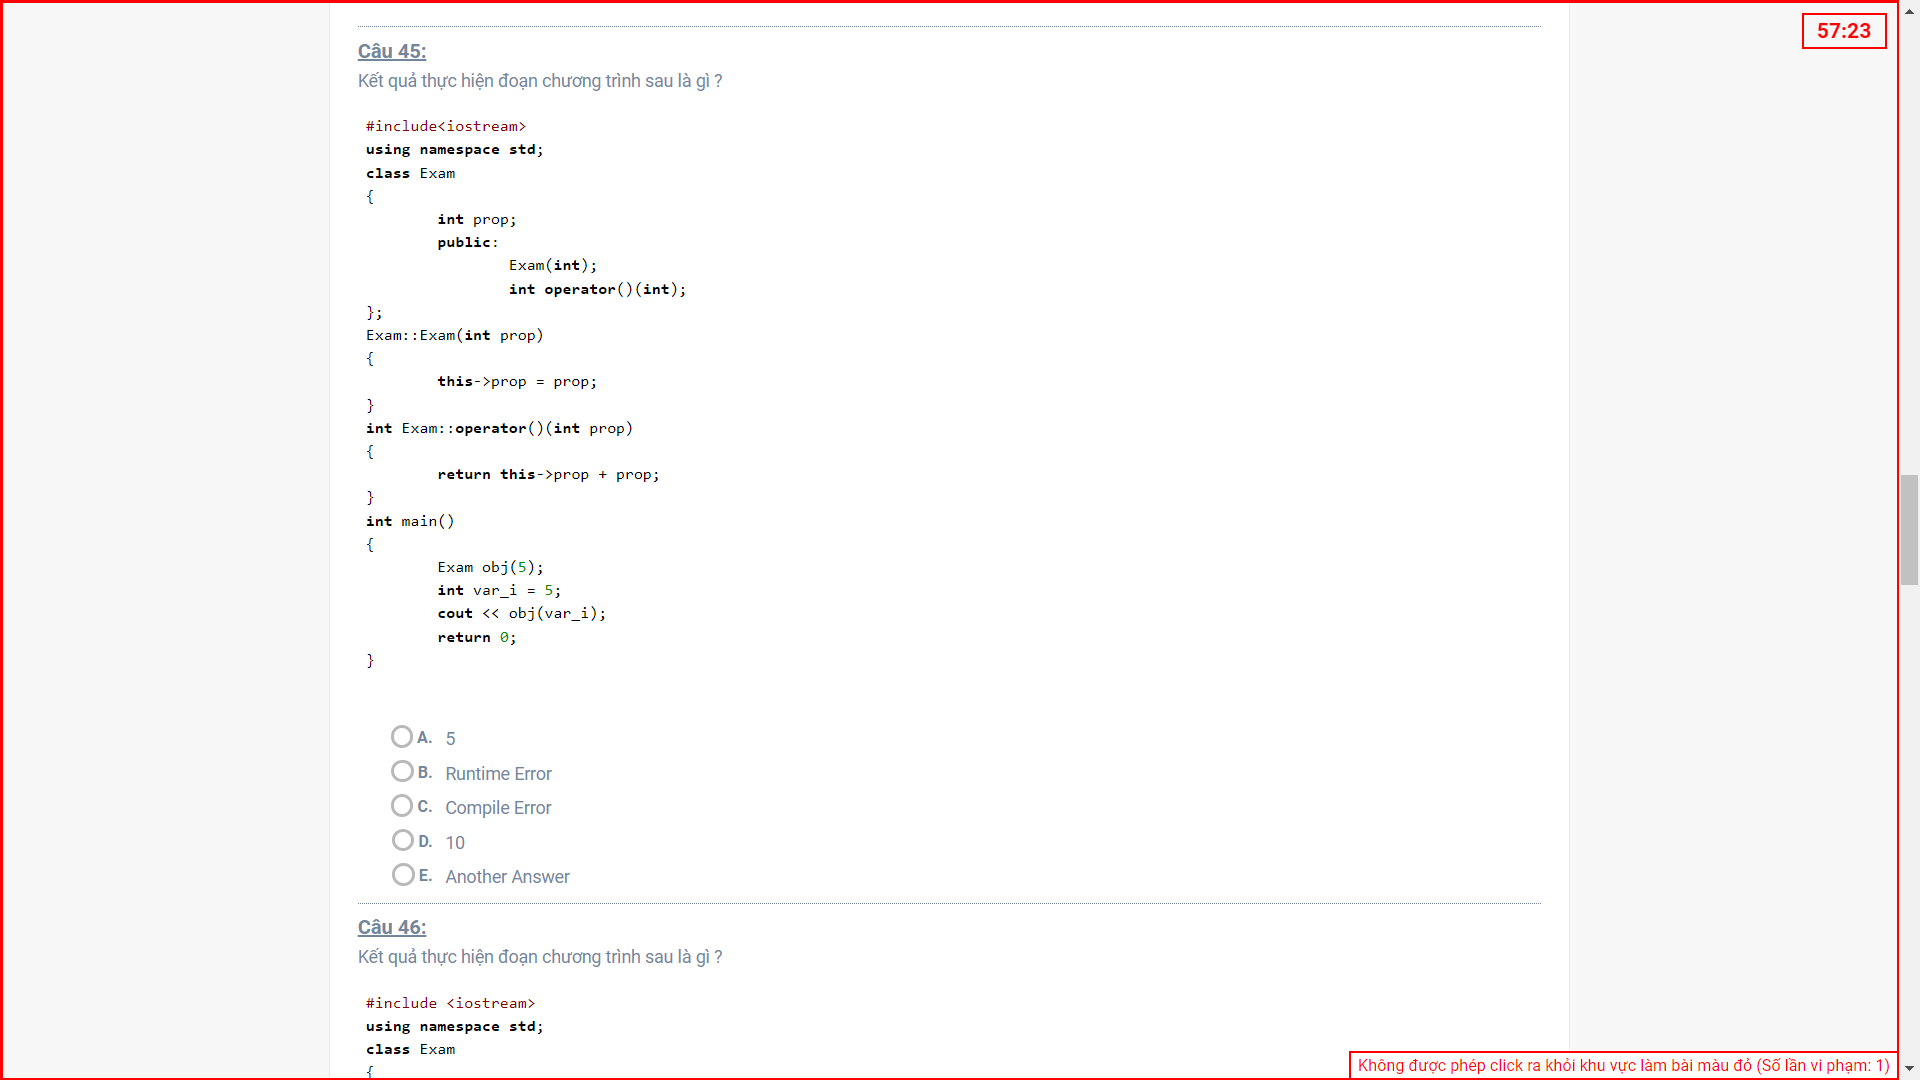 57:23
Câu 45:
Kết quả thực hiện đoạn chương trình sau là gì ?
#include<iostream>
using namespace std;
class Exam
{
int prop;
public:
Exam(int);
int operator()(int);
};
Exam::Exam(int prop)
{
this->prop = prop;
}
int Exam::operator()(int prop)
{
return this->prop + prop;
}
int main()
{
Exam obj(5);
int var_i = 5;
cout << obj(var_i);
return 0;
}
A. 5
B. Runtime Error
C. Compile Error
D. 10
E. Another Answer
Câu 46:
Kết quả thực hiện đoạn chương trình sau là gì ?
#include <iostream>
using namespace std;
class Exam
{
Không được phép click ra khỏi khu vực làm bài màu đỏ (Số lần vi phạm: 1)